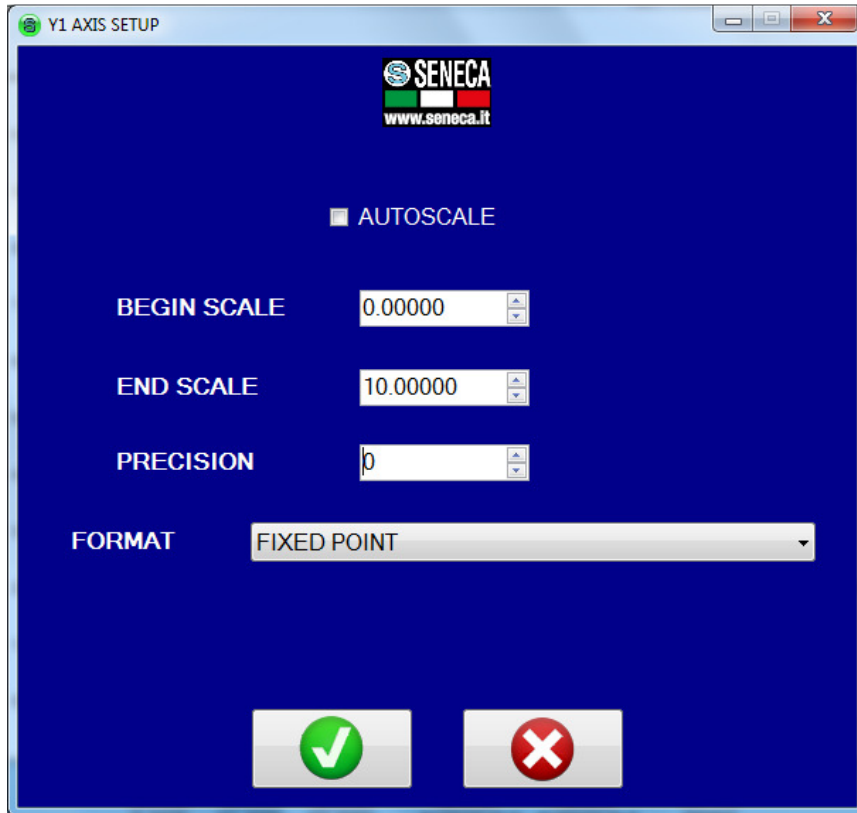 Y1 AXIS SETUP
SENECA
www.seneca.it
AUTOSCALE
BEGIN SCALE 0.00000
END SCALE 10.00000
PRECISION 0
FORMAT FIXED POINT